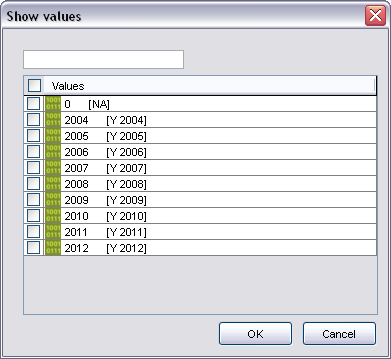 Show values
Values
0 [NA]
2004 [Y 2004]
2005 [Y 2005]
2006 [Y 2006]
2007 [Y 2007]
2008 [Y 2008]
2009 [Y 2009]
2010 [Y 2010]
2011 [Y 2011]
2012 [Y 2012]
OK Cancel